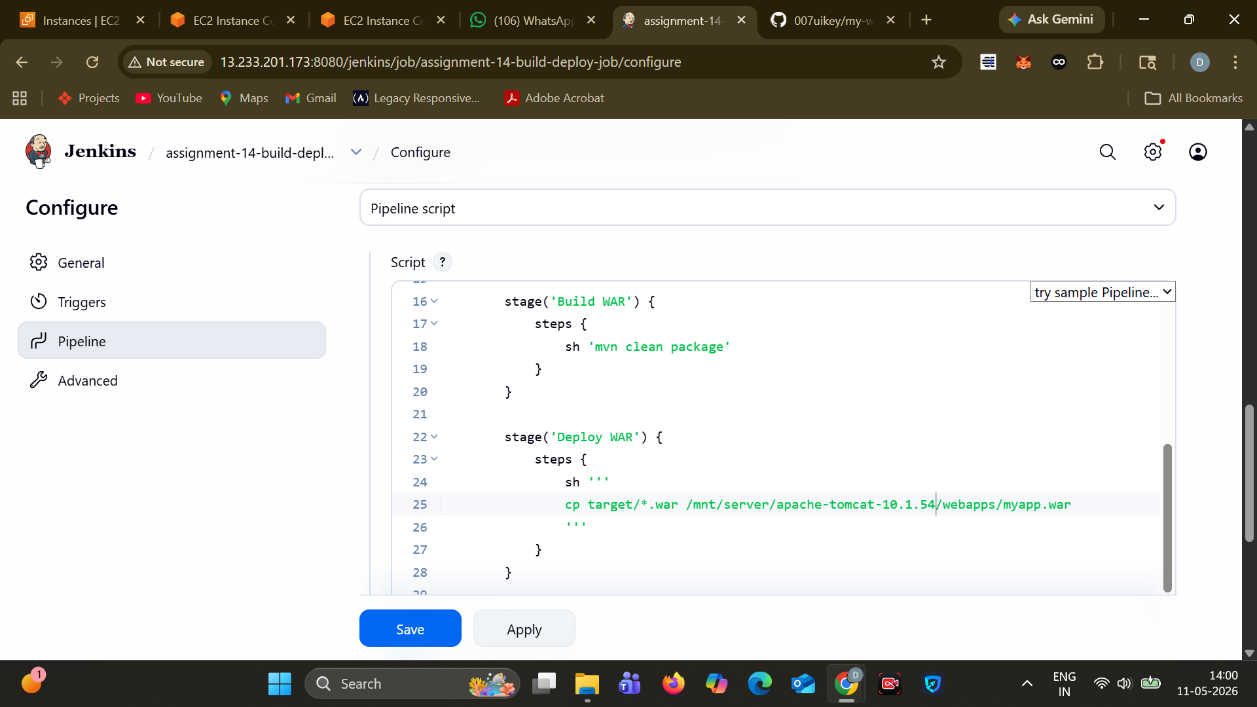 Instances | EC2
EC2 Instance Co
EC2 Instance Co
(106) WhatsApp
assignment-14-
007uikey/my-w
Ask Gemini
Not secure
13.233.201.173:8080/jenkins/job/assignment-14-build-deploy-job/configure
D
Projects
YouTube
Maps
Gmail
Legacy Responsive...
Adobe Acrobat
All Bookmarks
Jenkins / assignment-14-build-depl... / Configure
Configure
General
Triggers
Pipeline
Advanced
Pipeline script
Script ?
try sample Pipeline...
16 stage('Build WAR') {
17 steps {
18 sh 'mvn clean package'
19 }
20 }
21
22 stage('Deploy WAR') {
23 steps {
24 sh '''
25 cp target/*.war /mnt/server/apache-tomcat-10.1.54/webapps/myapp.war
26 '''
27 }
28 }
Save
Apply
1
Search
D
ENG
IN
14:00
11-05-2026